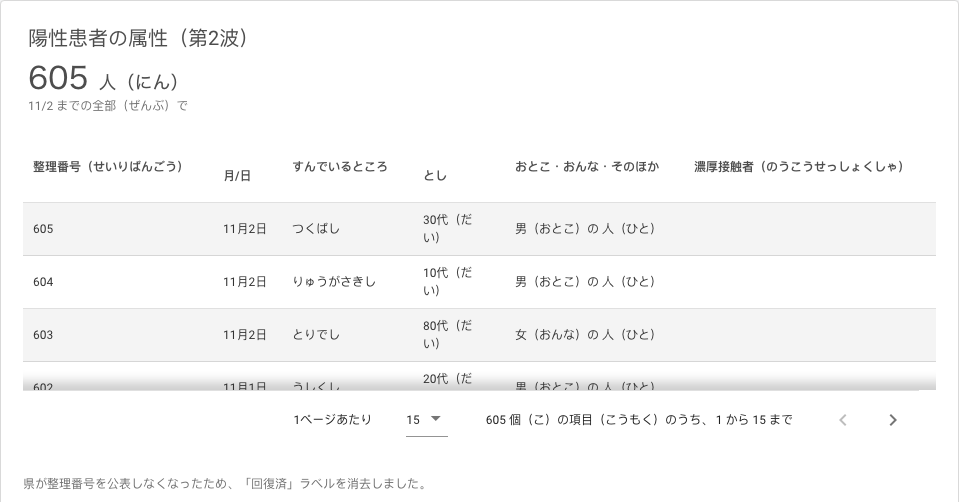 陽性患者の属性（第2波）
605 人（にん）
11/2 までの全部（ぜんぶ）で
整理番号（せいりばんごう） 月/日 すんでいるところ とし おとこ・おんな・そのほか 濃厚接触者（のうこうせっしょくしゃ）
605 11月2日 つくばし 30代（だ
い） 男（おとこ）の 人（ひと）
604 11月2日 りゅうがさきし 10代（だ
い） 男（おとこ）の 人（ひと）
603 11月2日 とりでし 80代（だ
い） 女（おんな）の 人（ひと）
602 11月1日 うしくし 20代（だ 男（おとこ）の 人（ひと）
1ページあたり 15 605 個（こ）の項目（こうもく）のうち、 1 から 15 まで
県が整理番号を公表しなくなったため、「回復済」ラベルを消去しました。